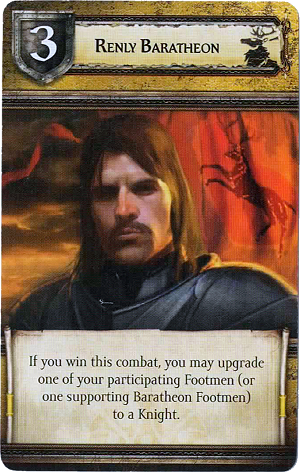 3
Renly Baratheon
If you win this combat, you may upgrade
one of your participating Footmen (or
one supporting Baratheon Footmen)
to a Knight.